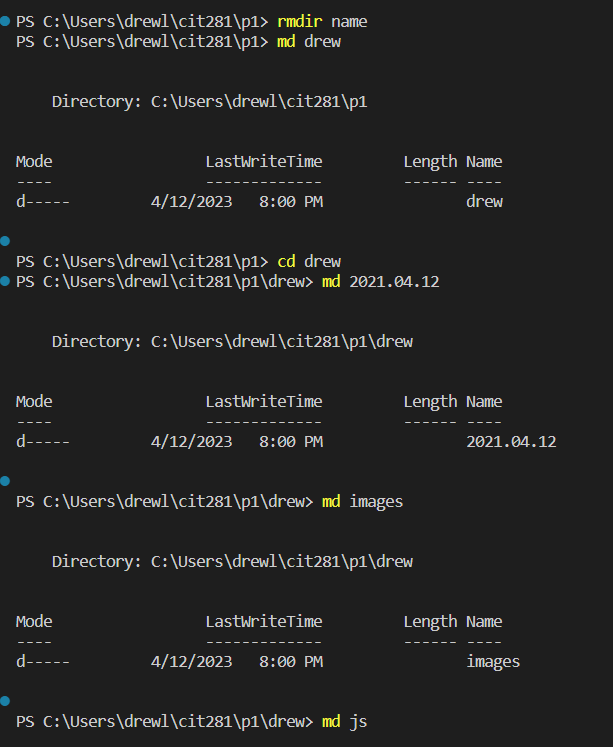 PS C:\Users\drewl\cit281\p1> rmdir name
PS C:\Users\drewl\cit281\p1> md drew
Directory: C:\Users\drewl\cit281\p1
Mode                 LastWriteTime         Length Name
----                 -------------         ------ ----
d-----         4/12/2023   8:00 PM                drew
PS C:\Users\drewl\cit281\p1> cd drew
PS C:\Users\drewl\cit281\p1\drew> md 2021.04.12
Directory: C:\Users\drewl\cit281\p1\drew
Mode                 LastWriteTime         Length Name
----                 -------------         ------ ----
d-----         4/12/2023   8:00 PM                2021.04.12
PS C:\Users\drewl\cit281\p1\drew> md images
Directory: C:\Users\drewl\cit281\p1\drew
Mode                 LastWriteTime         Length Name
----                 -------------         ------ ----
d-----         4/12/2023   8:00 PM                images
PS C:\Users\drewl\cit281\p1\drew> md js